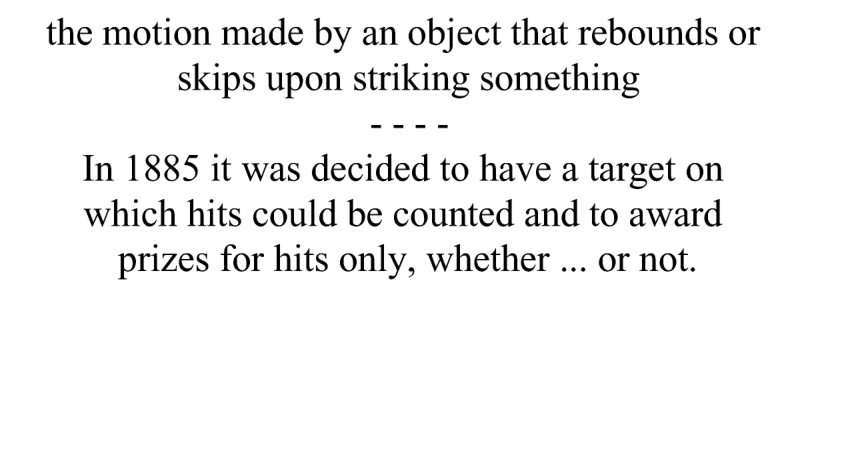 the motion made by an object that rebounds or
skips upon striking something
- - - -
In 1885 it was decided to have a target on
which hits could be counted and to award
prizes for hits only, whether ... or not.